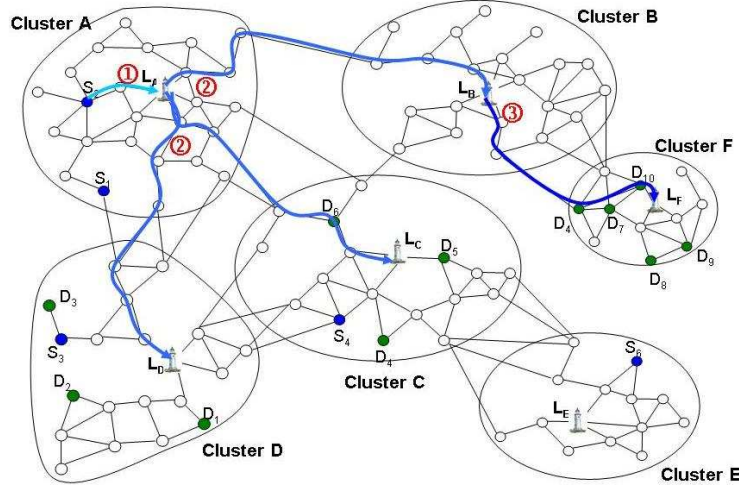 Cluster A
Cluster B
S
①
L
②
L_B
③
②
Cluster F
D_10
S_1
L_F
D_6
D_4
D_7
L_C
D_5
D_9
D_8
D_3
S_3
S_4
L_D
D_4
S_6
Cluster C
D_2
L_E
D_1
Cluster D
Cluster E